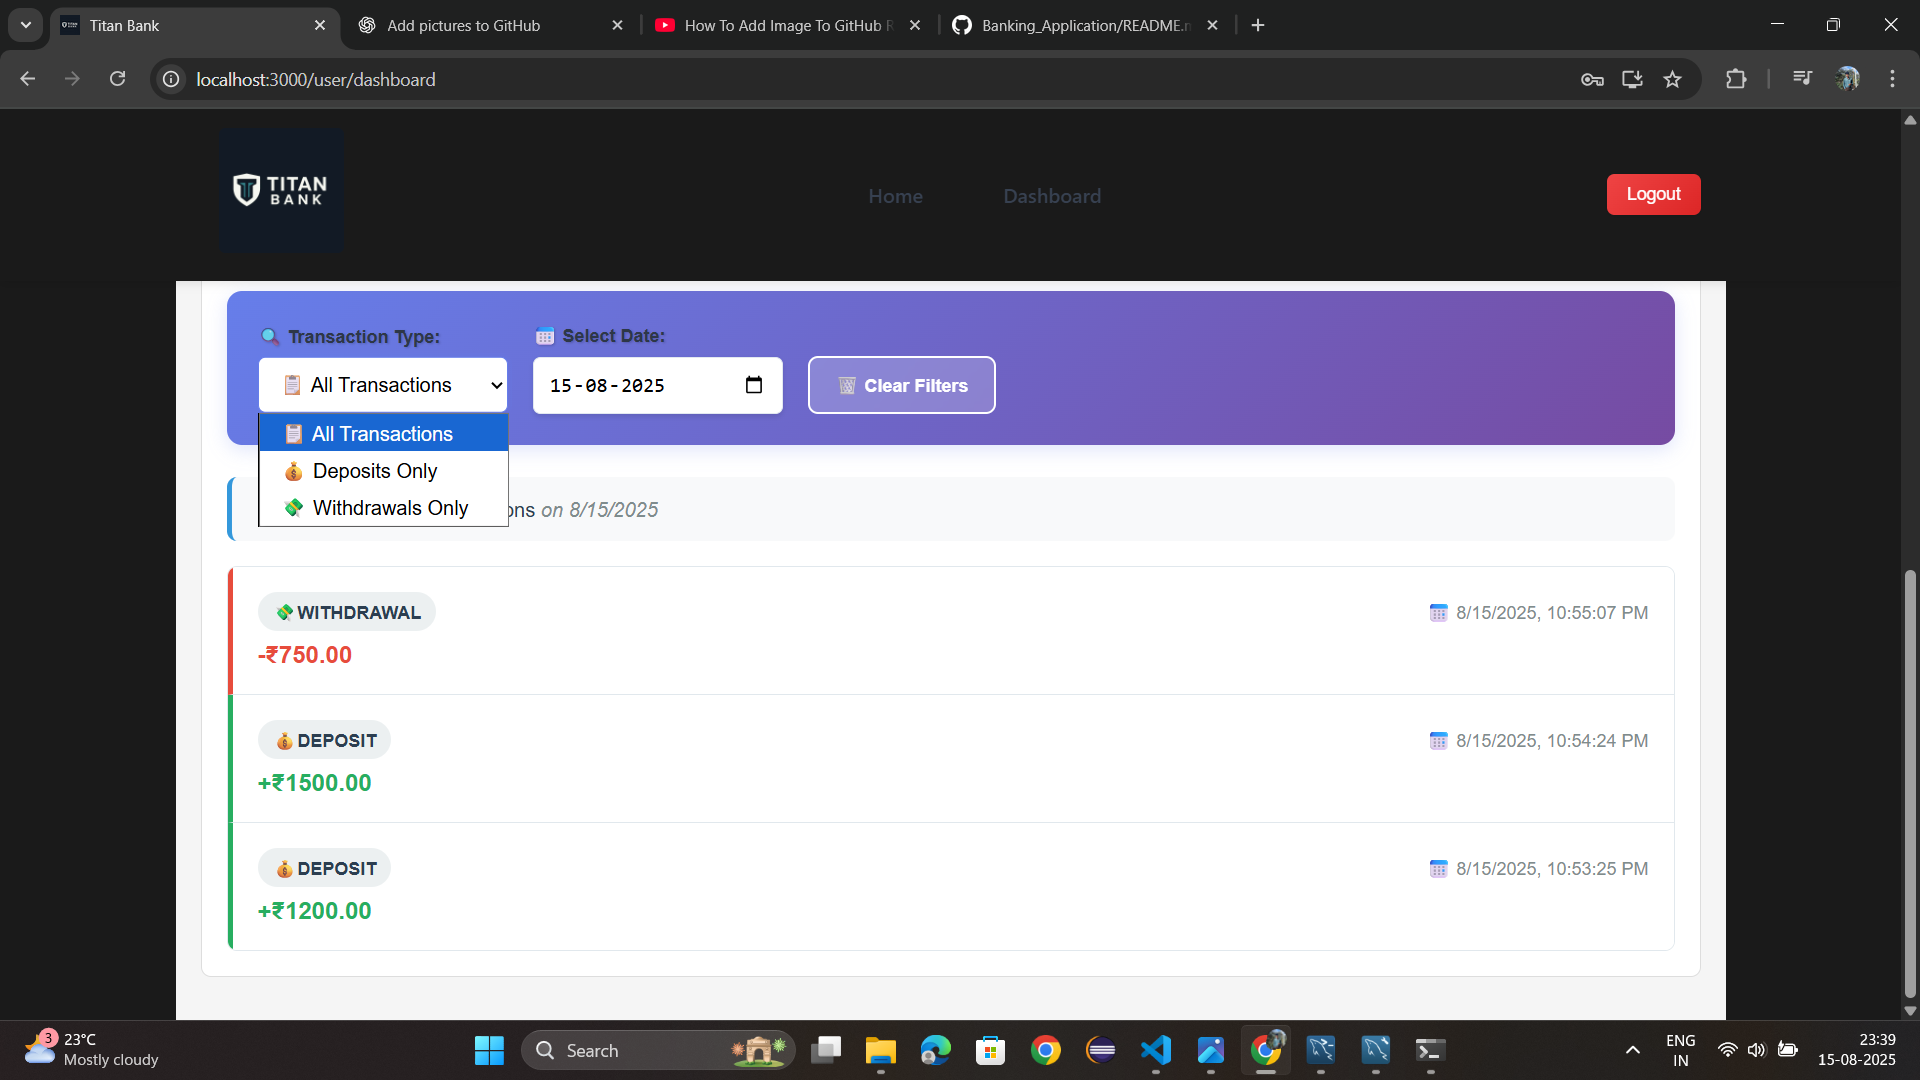 Titan Bank
Add pictures to GitHub
How To Add Image To GitHub R
Banking_Application/README.m
localhost:3000/user/dashboard
TITAN
BANK
Home
Dashboard
Logout
Transaction Type:
Select Date:
All Transactions
15-08-2025
Clear Filters
All Transactions
Deposits Only
Withdrawals Only
ons on 8/15/2025
WITHDRAWAL
8/15/2025, 10:55:07 PM
-₹750.00
DEPOSIT
8/15/2025, 10:54:24 PM
+₹1500.00
DEPOSIT
8/15/2025, 10:53:25 PM
+₹1200.00
3
23°C
Mostly cloudy
Search
ENG
IN
23:39
15-08-2025